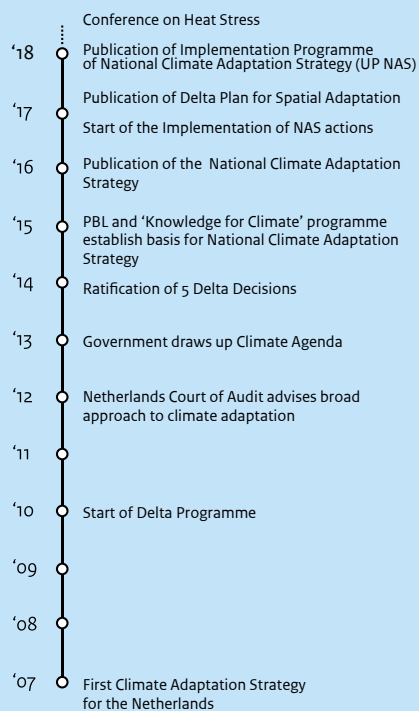 Conference on Heat Stress
‘18 Publication of Implementation Programme
of National Climate Adaptation Strategy (UP NAS)
Publication of Delta Plan for Spatial Adaptation
‘17
Start of the Implementation of NAS actions
‘16 Publication of the National Climate Adaptation
Strategy
‘15 PBL and ‘Knowledge for Climate’ programme
establish basis for National Climate Adaptation
Strategy
‘14 Ratification of 5 Delta Decisions
‘13 Government draws up Climate Agenda
‘12 Netherlands Court of Audit advises broad
approach to climate adaptation
‘11
‘10 Start of Delta Programme
‘09
‘08
‘07 First Climate Adaptation Strategy
for the Netherlands